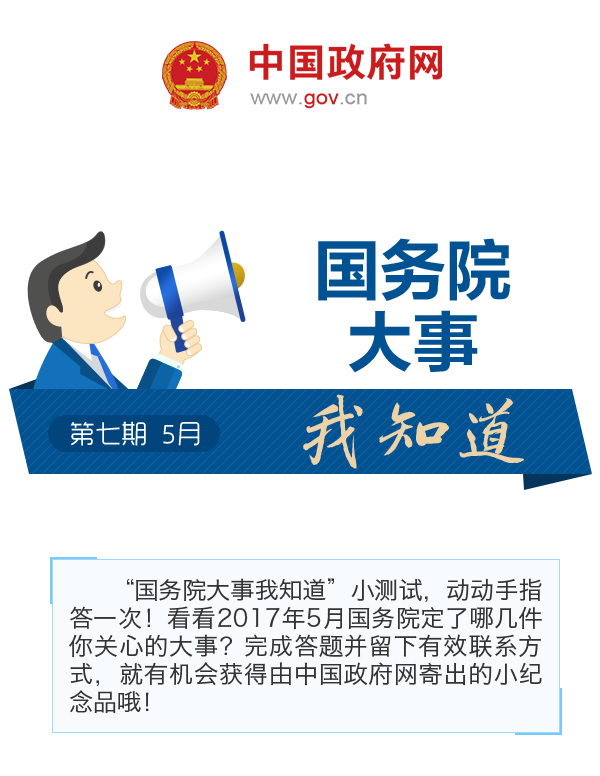 中国政府网
www.gov.cn
国务院
大事
第七期 5月
我知道
“国务院大事我知道”小测试，动动手指
答一次！看看2017年5月国务院定了哪几件
你关心的大事？完成答题并留下有效联系方
式，就有机会获得由中国政府网寄出的小纪
念品哦！